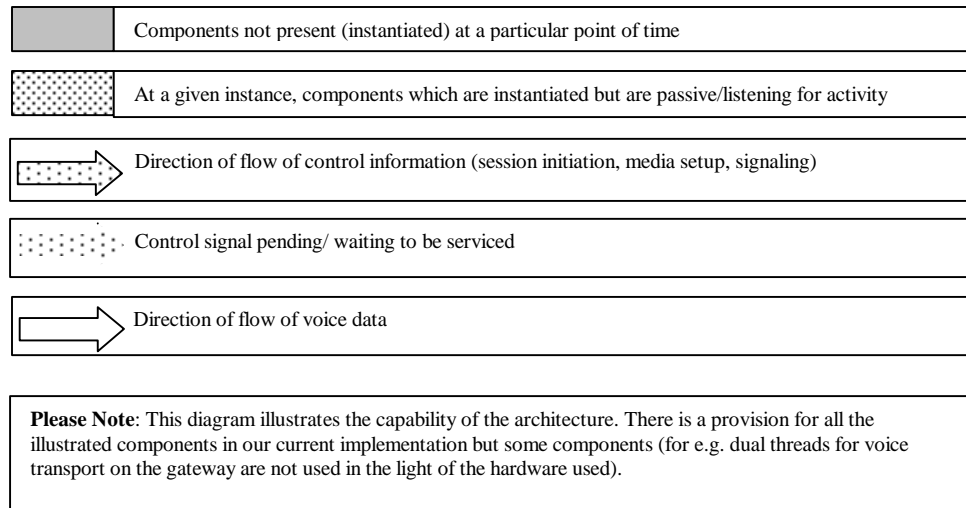 Components not present (instantiated) at a particular point of time
At a given instance, components which are instantiated but are passive/listening for activity
Direction of flow of control information (session initiation, media setup, signaling)
Control signal pending/ waiting to be serviced
Direction of flow of voice data
Please Note: This diagram illustrates the capability of the architecture. There is a provision for all the
illustrated components in our current implementation but some components (for e.g. dual threads for voice
transport on the gateway are not used in the light of the hardware used).